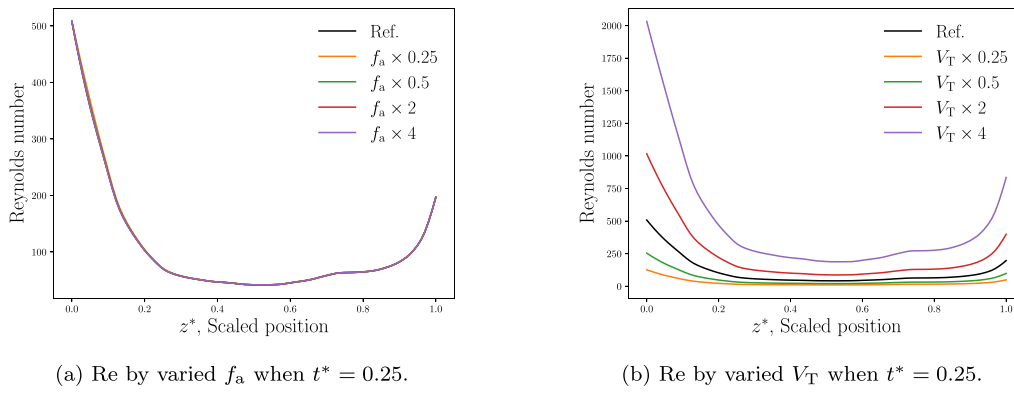 500
400
300
200
100
Reynolds number
Ref.
fa × 0.25
fa × 0.5
fa × 2
fa × 4
0.0 0.2 0.4 0.6 0.8 1.0
z*, Scaled position
(a) Re by varied fa when t* = 0.25.
2000
1750
1500
1250
1000
750
500
250
0
Reynolds number
Ref.
VT × 0.25
VT × 0.5
VT × 2
VT × 4
0.0 0.2 0.4 0.6 0.8 1.0
z*, Scaled position
(b) Re by varied VT when t* = 0.25.